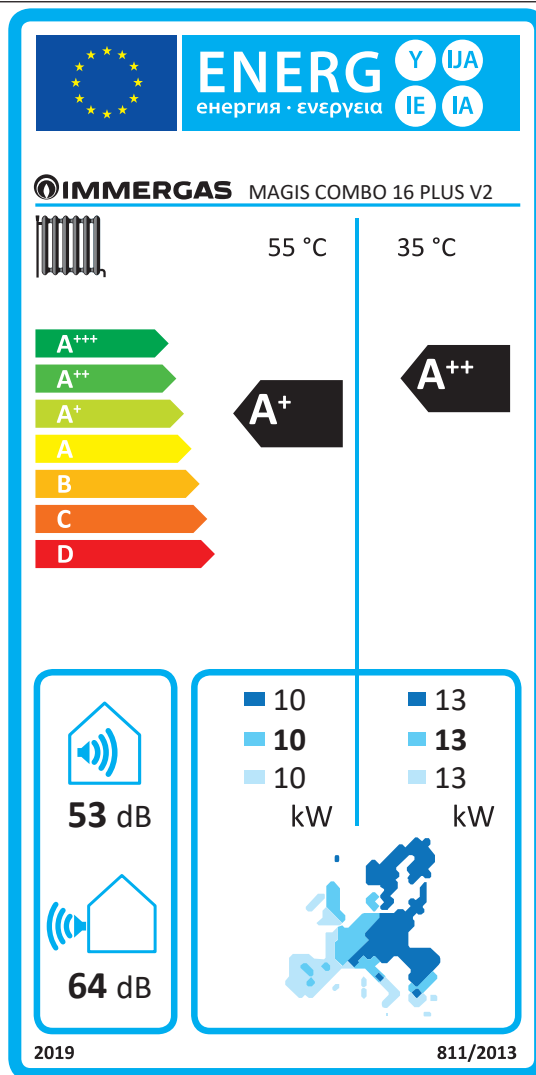 ENERG
енергия · ενεργεια
Y IJA
IE IA
IMMERGAS MAGIS COMBO 16 PLUS V2
55 °C 35 °C
A+++
A++
A+
A
B
C
D
A+
A++
53 dB
64 dB
10 13
10 13
10 13
kW kW
2019 811/2013